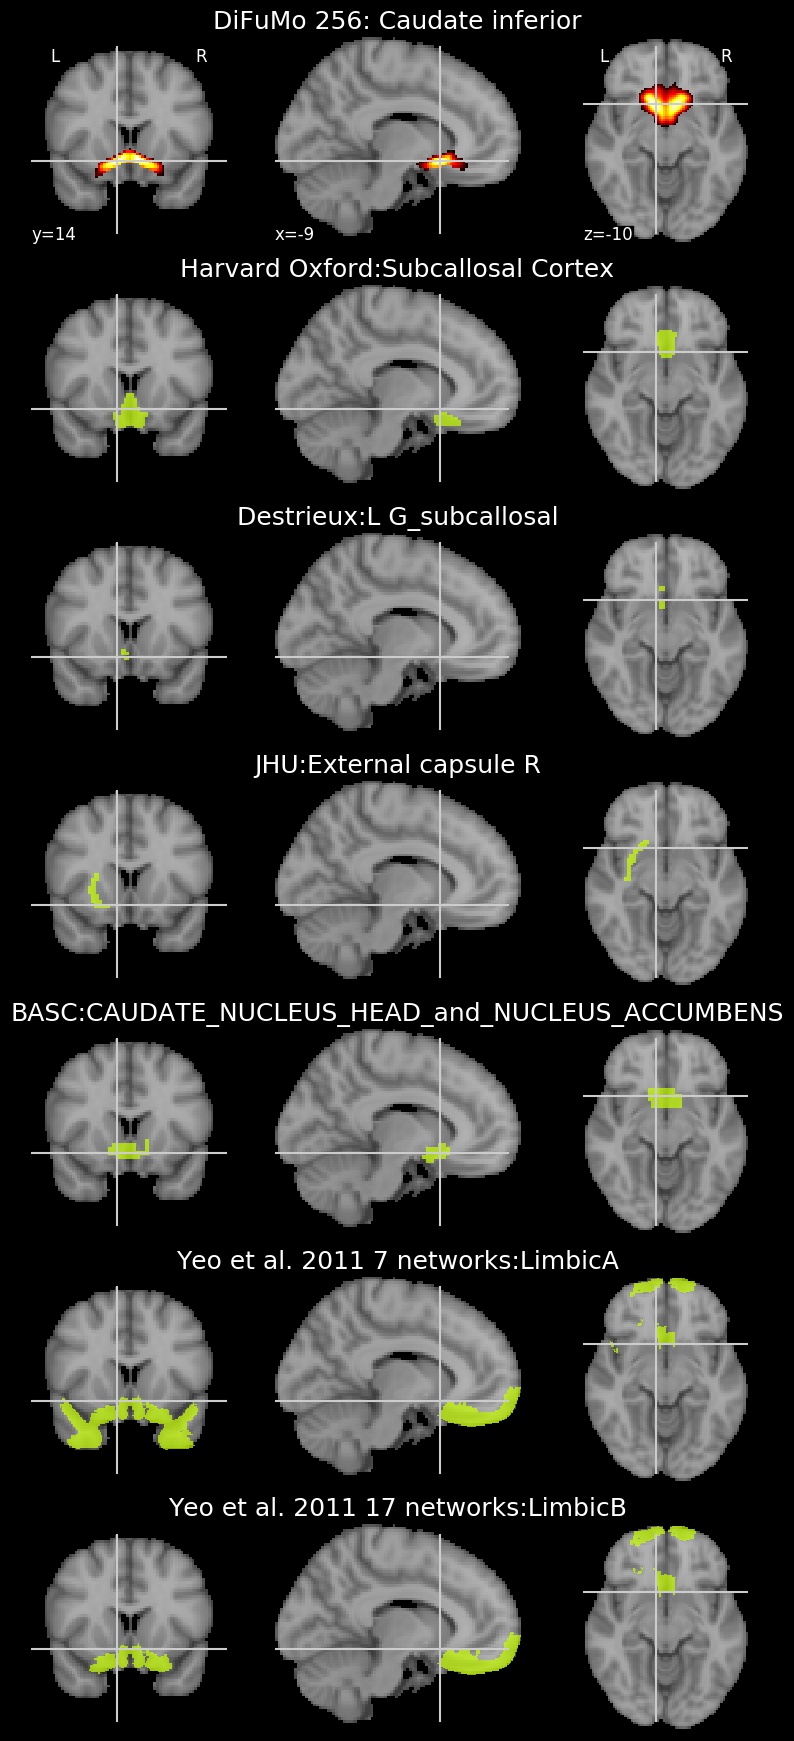 DiFuMo 256: Caudate inferior
L R L R
y=14 x=-9 z=-10
Harvard Oxford:Subcallosal Cortex
Destrieux:L G_subcallosal
JHU:External capsule R
BASC:CAUDATE_NUCLEUS_HEAD_and_NUCLEUS_ACCUMBENS
Yeo et al. 2011 7 networks:LimbicA
Yeo et al. 2011 17 networks:LimbicB